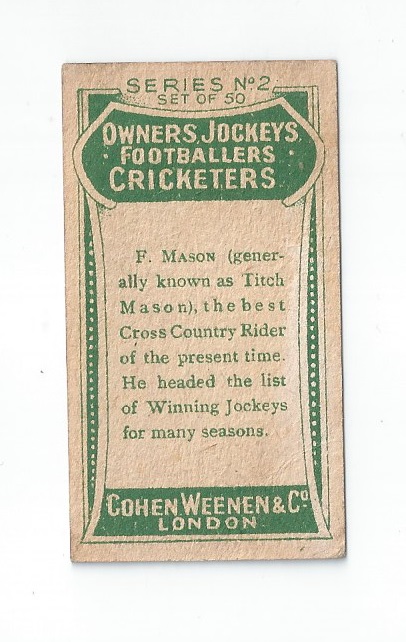 SERIES No2
SET OF 50
OWNERS, JOCKEYS,
· FOOTBALLERS ·
CRICKETERS.
F. MASON (gener-
ally known as Titch
Mason), the best
Cross Country Rider
of the present time.
He headed the list
of Winning Jockeys
for many seasons.
COHEN WEENEN & Co.
LONDON